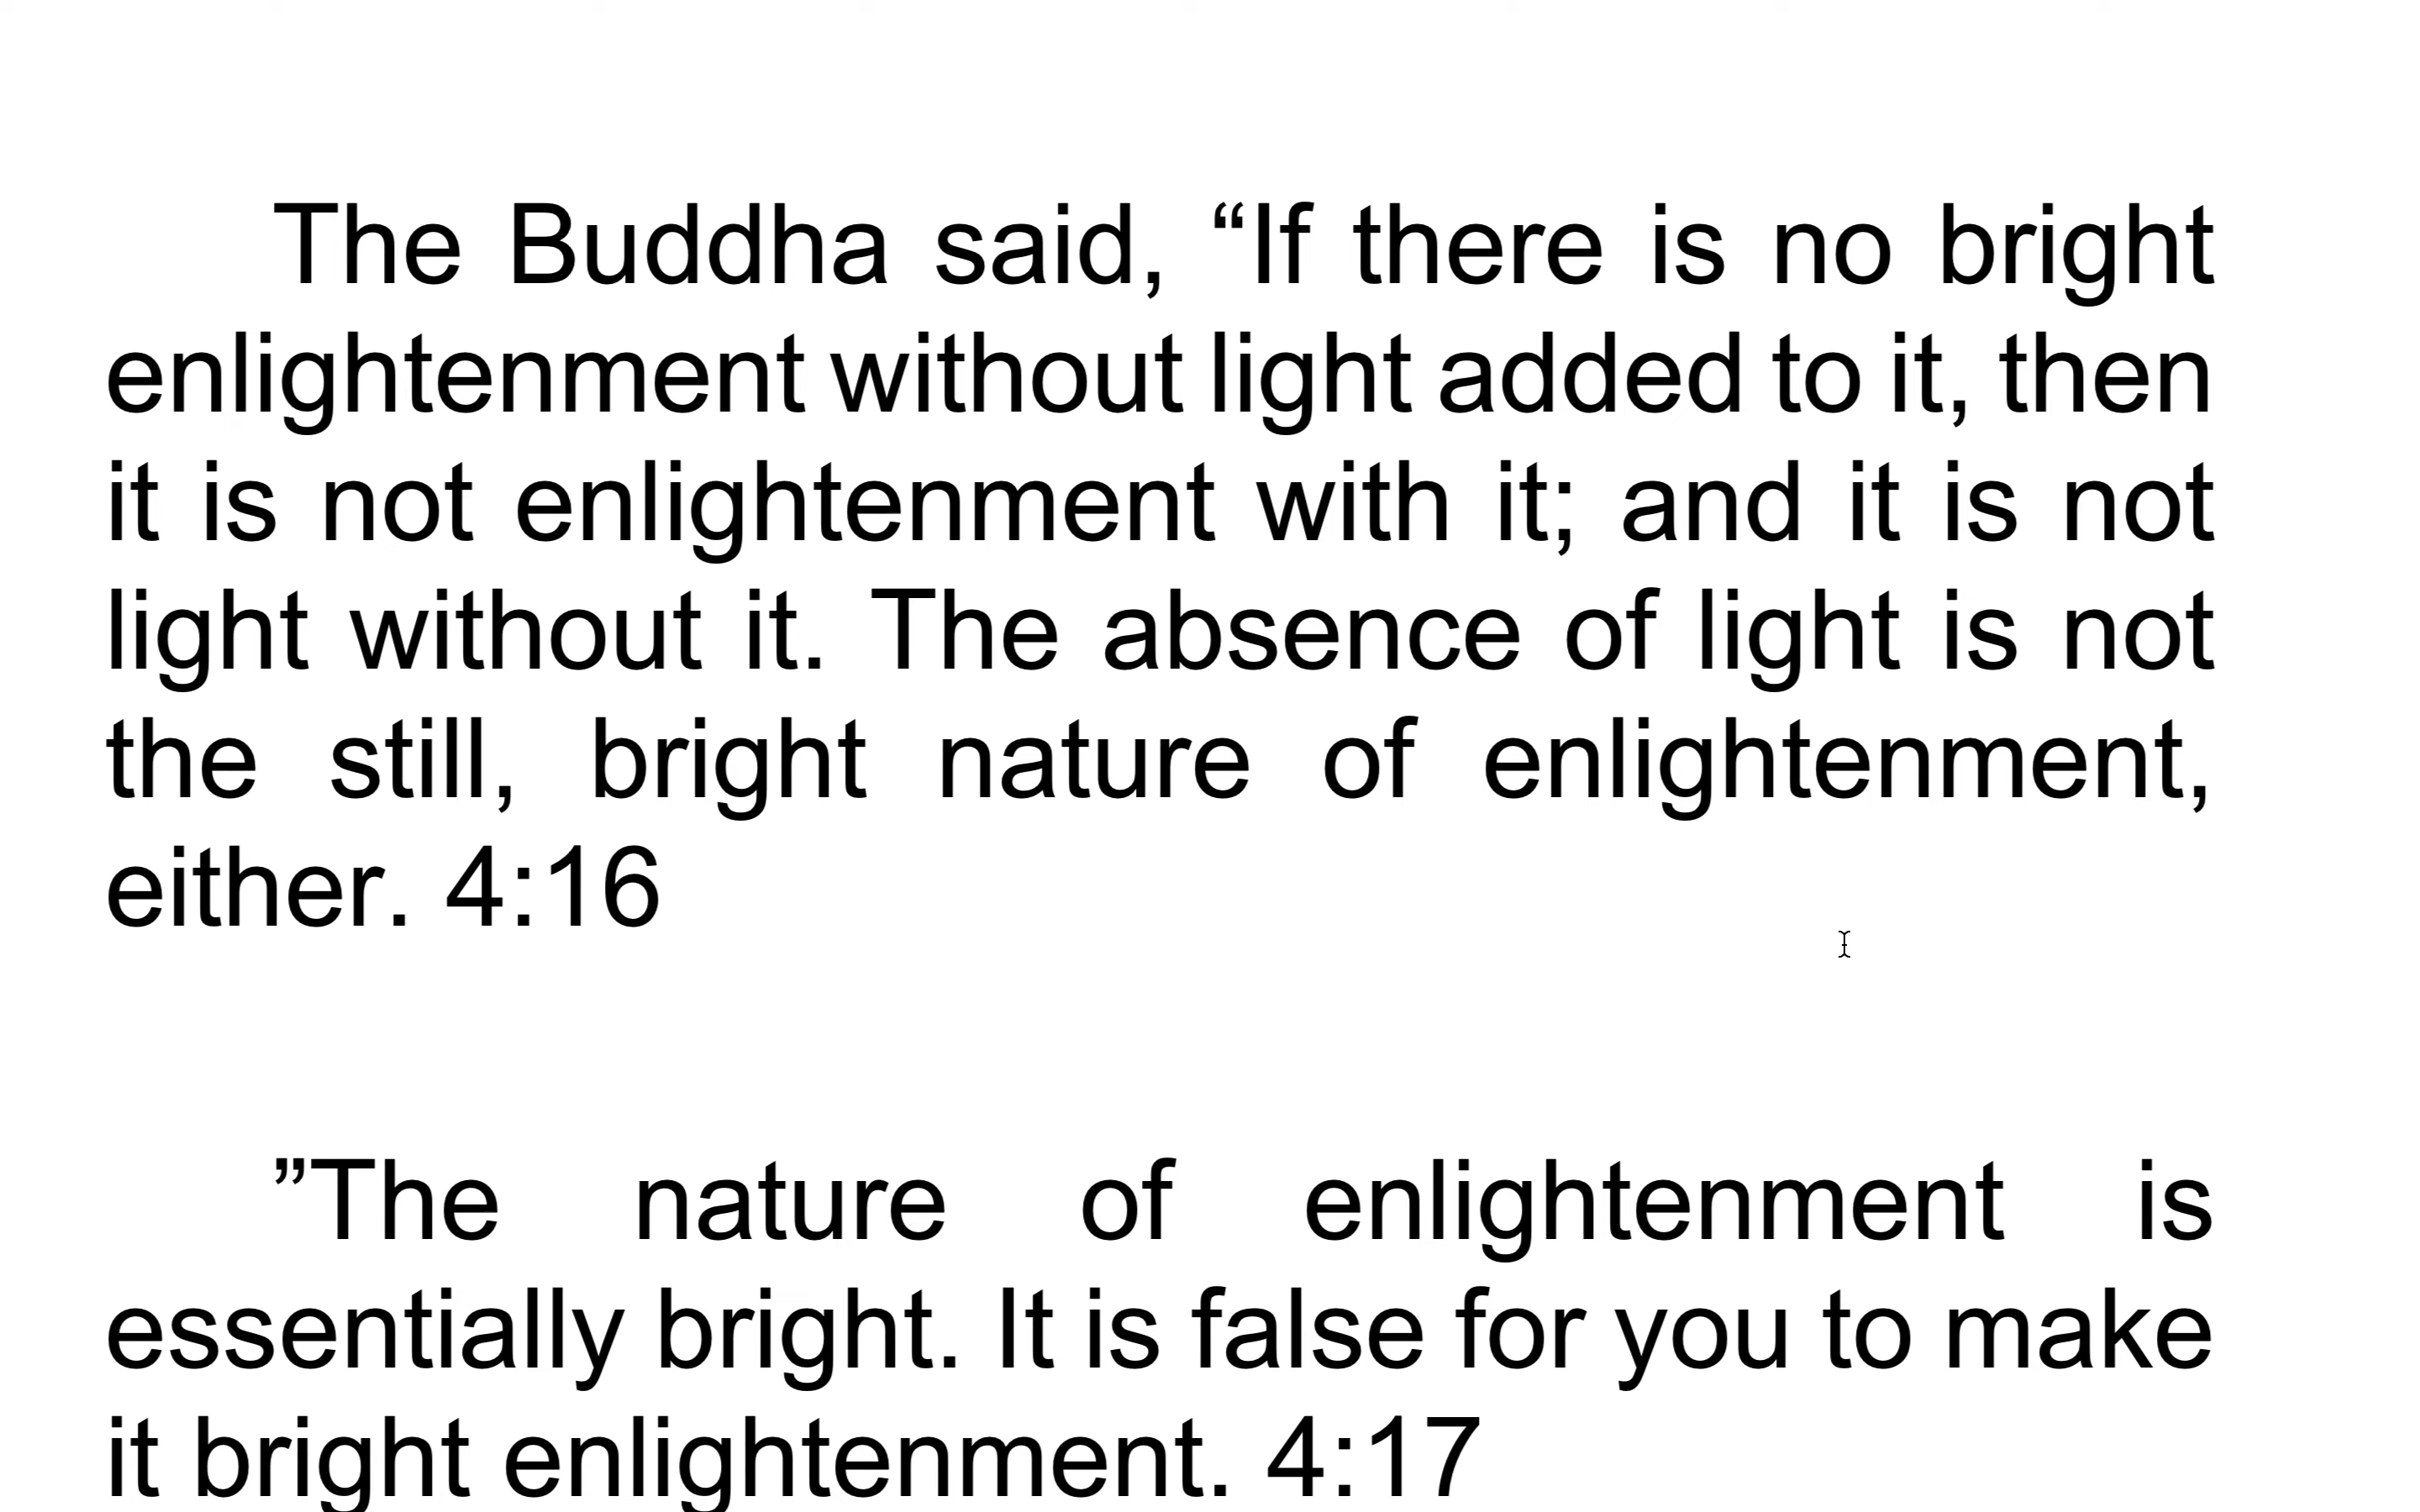 The Buddha said, “If there is no bright
enlightenment without light added to it, then
it is not enlightenment with it; and it is not
light without it. The absence of light is not
the still, bright nature of enlightenment,
either. 4:16
”The nature of enlightenment is
essentially bright. It is false for you to make
it bright enlightenment. 4:17